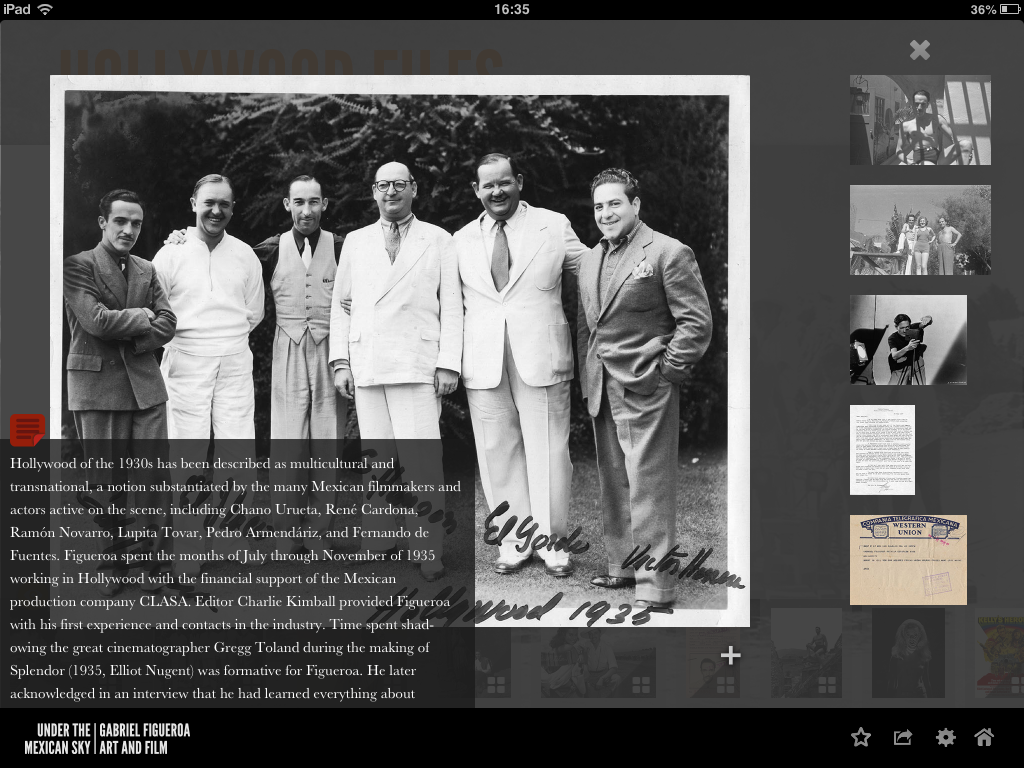 iPad
16:35
36%
HOLLYWOOD FILES
El Gordo
Hollywood 1935
Hollywood of the 1930s has been described as multicultural and
transnational, a notion substantiated by the many Mexican filmmakers and
actors active on the scene, including Chano Urueta, René Cardona,
Ramón Novarro, Lupita Tovar, Pedro Armendáriz, and Fernando de
Fuentes. Figueroa spent the months of July through November of 1935
working in Hollywood with the financial support of the Mexican
production company CLASA. Editor Charlie Kimball provided Figueroa
with his first experience and contacts in the industry. Time spent shad-
owing the great cinematographer Gregg Toland during the making of
Splendor (1935, Elliot Nugent) was formative for Figueroa. He later
acknowledged in an interview that he had learned everything about
COMPANIA TELEGRAFICA MEXICANA
WESTERN
UNION
UNDER THE | GABRIEL FIGUEROA
MEXICAN SKY | ART AND FILM